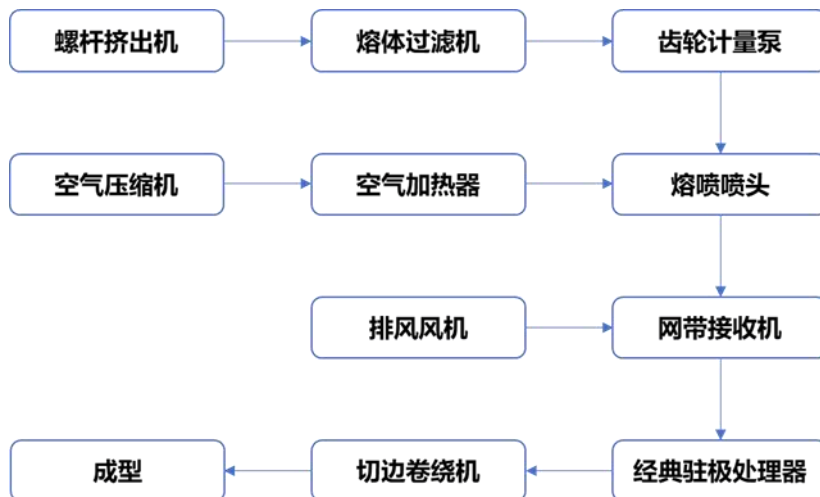 螺杆挤出机
熔体过滤机
齿轮计量泵
空气压缩机
空气加热器
熔喷喷头
排风风机
网带接收机
成型
切边卷绕机
经典驻极处理器